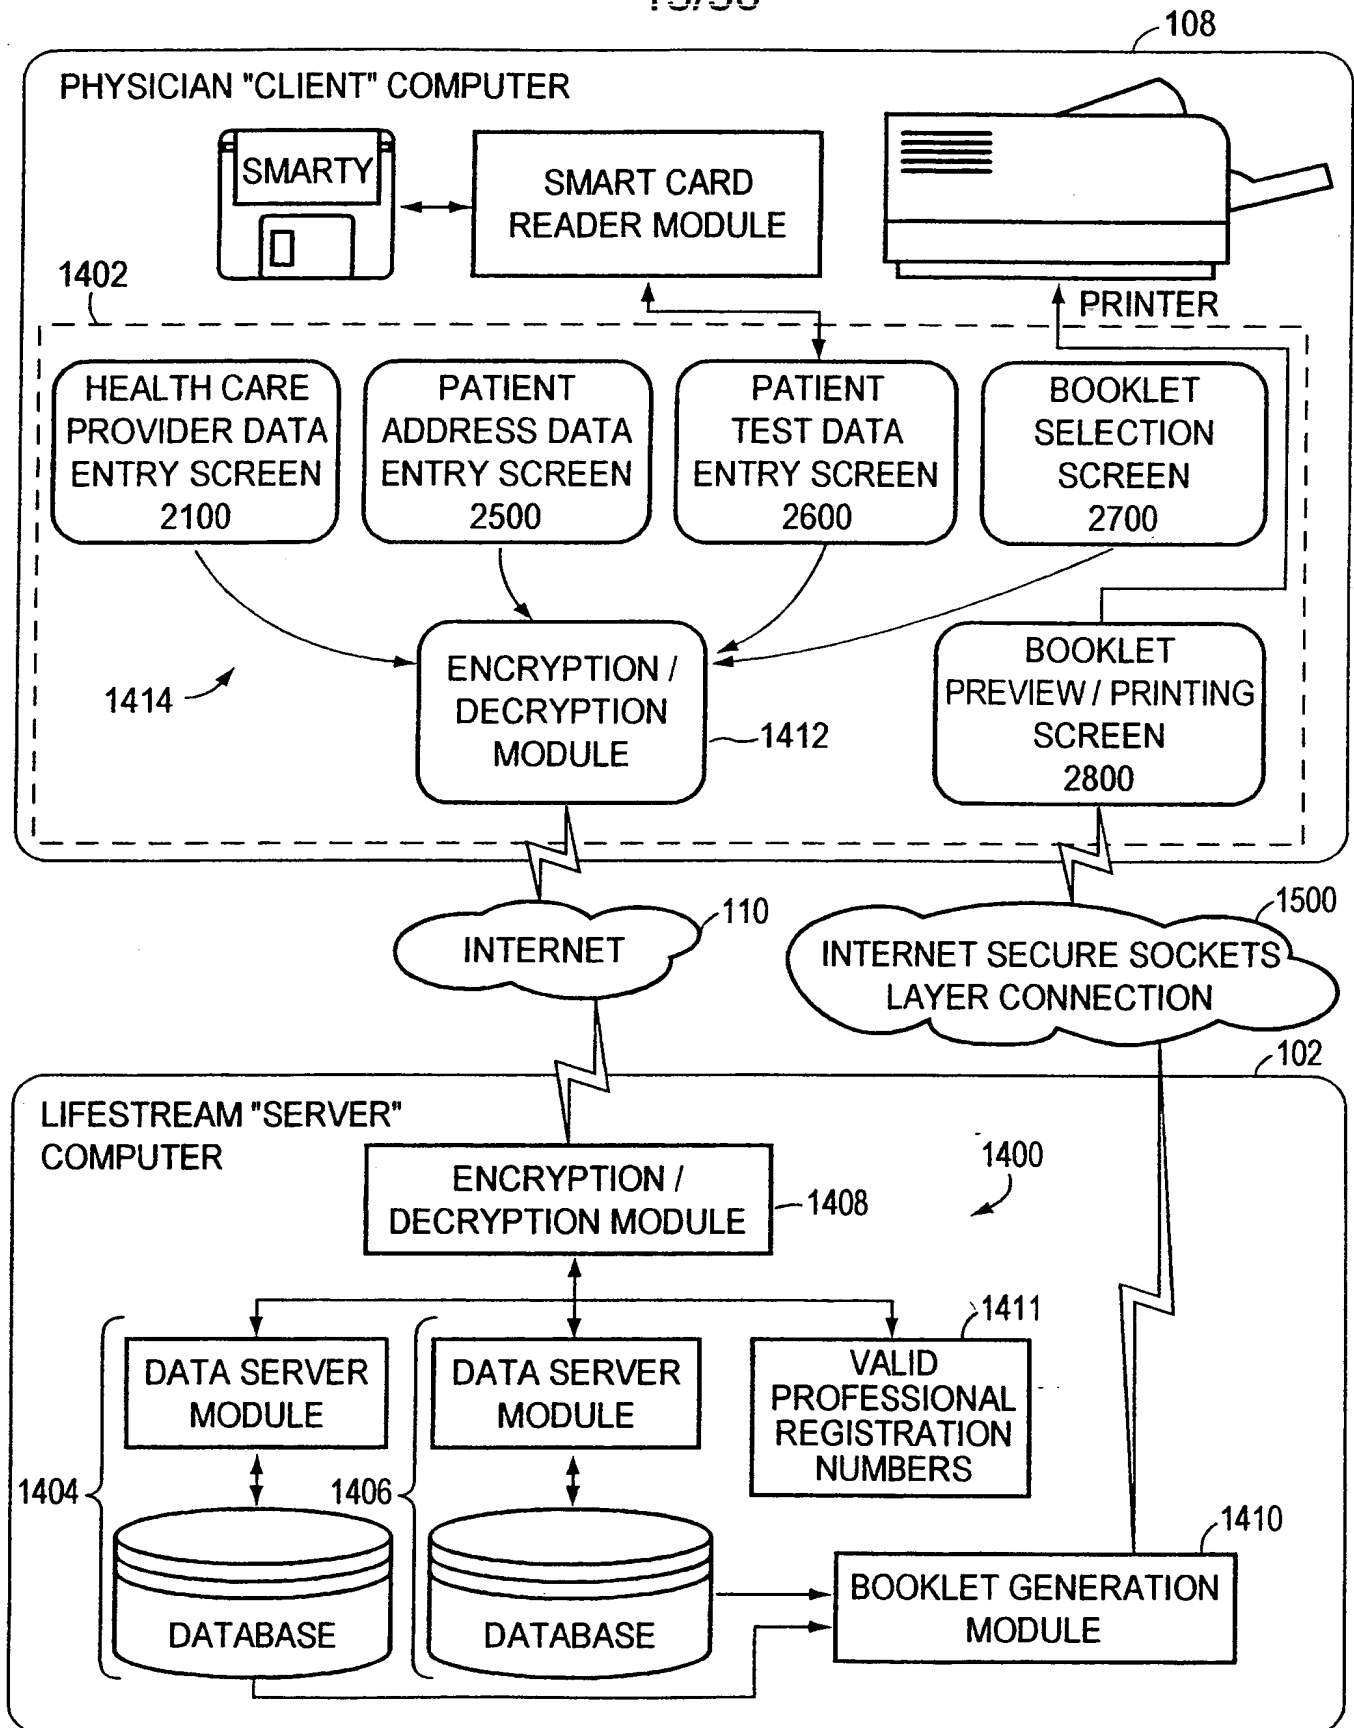 108
PHYSICIAN "CLIENT" COMPUTER
SMARTY
SMART CARD
READER MODULE
PRINTER
1402
HEALTH CARE
PROVIDER DATA
ENTRY SCREEN
2100
PATIENT
ADDRESS DATA
ENTRY SCREEN
2500
PATIENT
TEST DATA
ENTRY SCREEN
2600
BOOKLET
SELECTION
SCREEN
2700
1414
ENCRYPTION /
DECRYPTION
MODULE
1412
BOOKLET
PREVIEW / PRINTING
SCREEN
2800
110
INTERNET
1500
INTERNET SECURE SOCKETS
LAYER CONNECTION
102
LIFESTREAM "SERVER"
COMPUTER
1400
ENCRYPTION /
DECRYPTION MODULE
1408
1404
DATA SERVER
MODULE
DATABASE
1406
DATA SERVER
MODULE
DATABASE
1411
VALID
PROFESSIONAL
REGISTRATION
NUMBERS
1410
BOOKLET GENERATION
MODULE